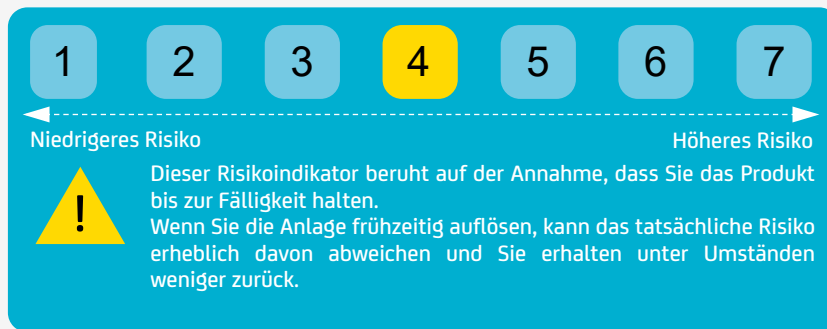 1 2 3 4 5 6 7
Niedrigeres Risiko Höheres Risiko
Dieser Risikoindikator beruht auf der Annahme, dass Sie das Produkt
bis zur Fälligkeit halten.
Wenn Sie die Anlage frühzeitig auflösen, kann das tatsächliche Risiko
erheblich davon abweichen und Sie erhalten unter Umständen
weniger zurück.
!